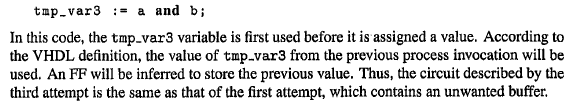 tmp_var3 := a and b;
In this code, the tmp_var3 variable is first used before it is assigned a value. According to
the VHDL definition, the value of tmp_var3 from the previous process invocation will be
used. An FF will be inferred to store the previous value. Thus, the circuit described by the
third attempt is the same as that of the first attempt, which contains an unwanted buffer.